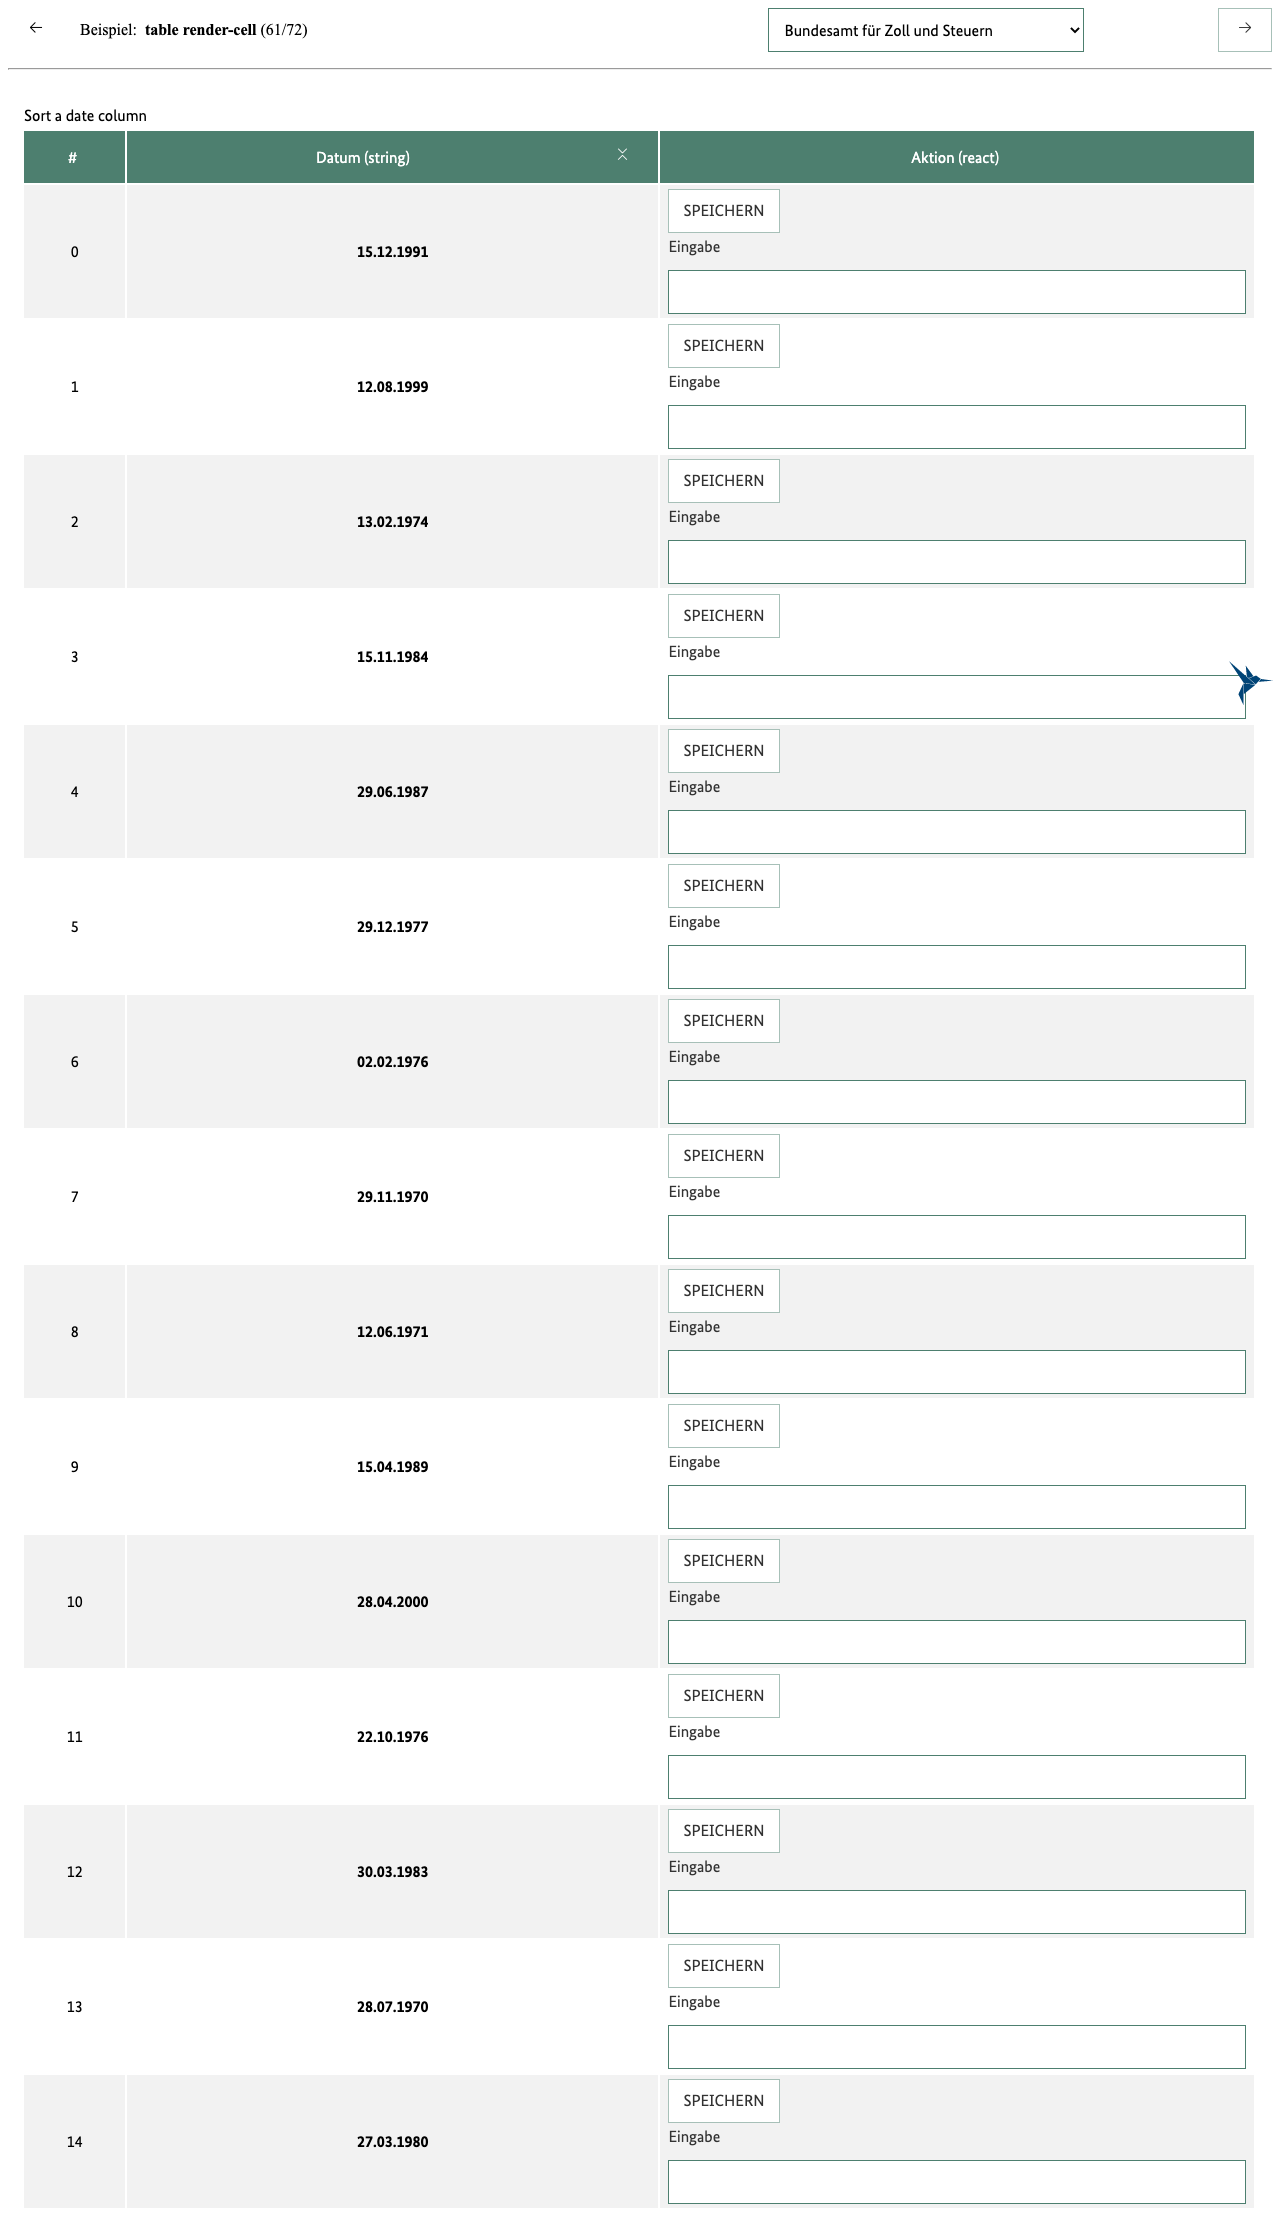 Beispiel: table render-cell (61/72)
Bundesamt für Zoll und Steuern
Sort a date column
# Datum (string) Aktion (react)
SPEICHERN
0 15.12.1991 Eingabe
SPEICHERN
1 12.08.1999 Eingabe
SPEICHERN
2 13.02.1974 Eingabe
SPEICHERN
3 15.11.1984 Eingabe
SPEICHERN
4 29.06.1987 Eingabe
SPEICHERN
5 29.12.1977 Eingabe
SPEICHERN
6 02.02.1976 Eingabe
SPEICHERN
7 29.11.1970 Eingabe
SPEICHERN
8 12.06.1971 Eingabe
SPEICHERN
9 15.04.1989 Eingabe
SPEICHERN
10 28.04.2000 Eingabe
SPEICHERN
11 22.10.1976 Eingabe
SPEICHERN
12 30.03.1983 Eingabe
SPEICHERN
13 28.07.1970 Eingabe
SPEICHERN
14 27.03.1980 Eingabe